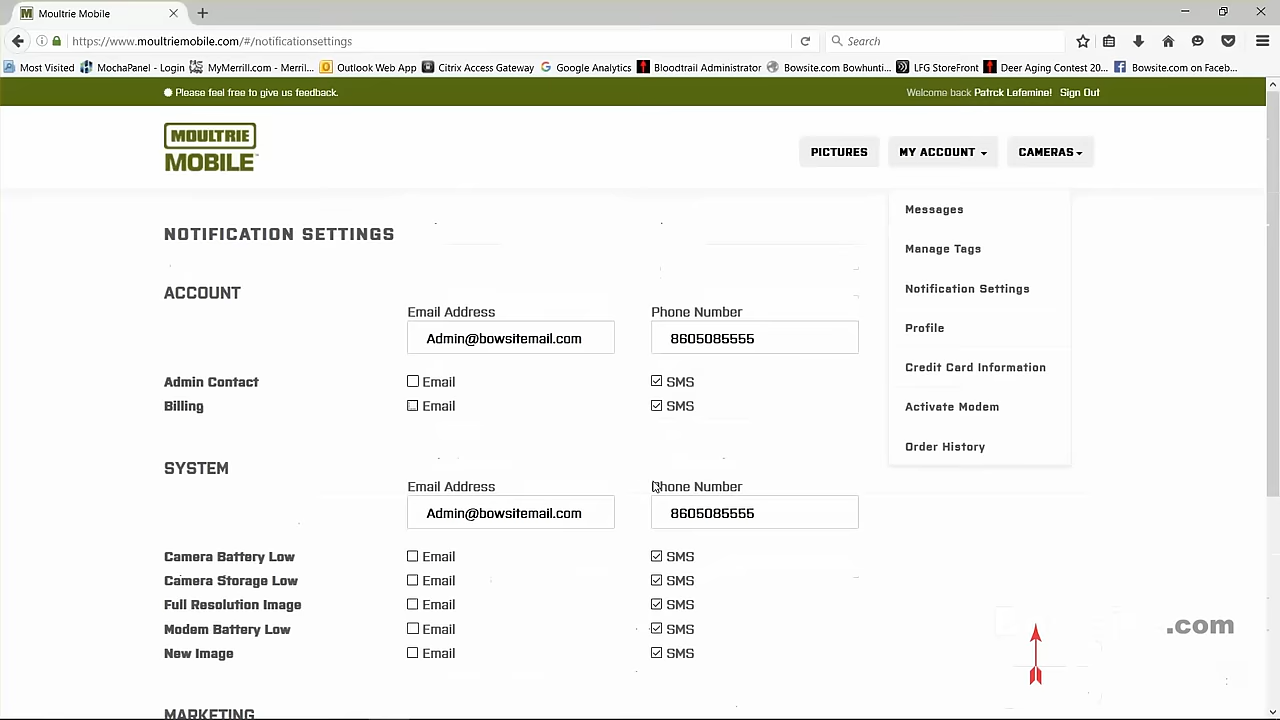 Moultrie Mobile
https://www.moultriemobile.com/#/notificationsettings
Search
Most Visited MochaPanel - Login MyMerrill.com - Merril... Outlook Web App Citrix Access Gateway Google Analytics Bloodtrail Administrator Bowsite.com Bowhunti... LFG StoreFront Deer Aging Contest 20... Bowsite.com on Faceb...
Please feel free to give us feedback.
Welcome back Patrck Lefemine! Sign Out
MOULTRIE
MOBILE
PICTURES MY ACCOUNT CAMERAS
Messages
Manage Tags
Notification Settings
Profile
Credit Card Information
Activate Modem
Order History
NOTIFICATION SETTINGS
ACCOUNT
Email Address Phone Number
Admin@bowsitemail.com 8605085555
Admin Contact Email SMS
Billing Email SMS
SYSTEM
Email Address Phone Number
Admin@bowsitemail.com 8605085555
Camera Battery Low Email SMS
Camera Storage Low Email SMS
Full Resolution Image Email SMS
Modem Battery Low Email SMS
New Image Email SMS
MARKETING
.com